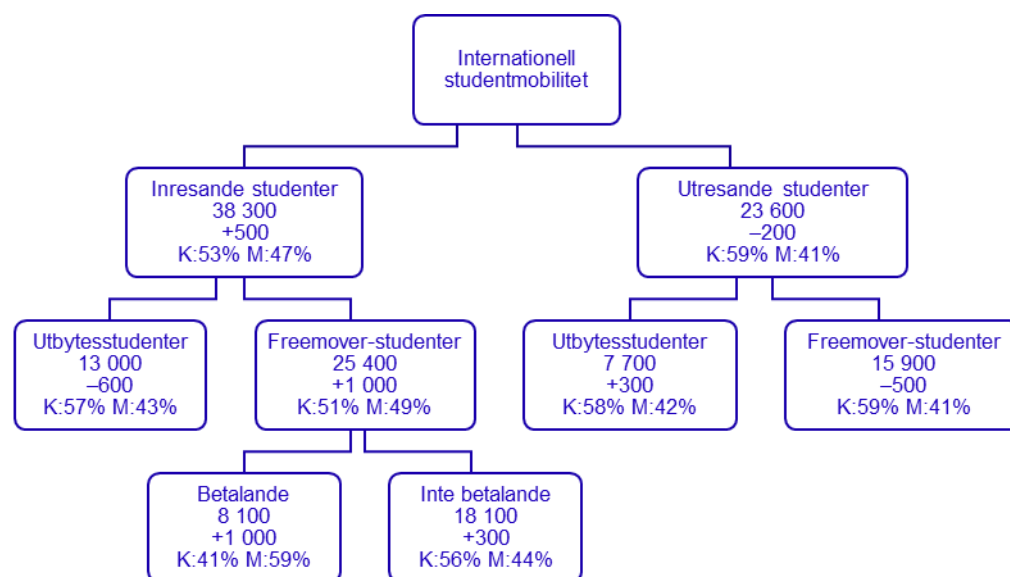 Internationell
studentmobilitet
Inresande studenter
38 300
+500
K:53% M:47%
Utresande studenter
23 600
–200
K:59% M:41%
Utbytesstudenter
13 000
–600
K:57% M:43%
Freemover-studenter
25 400
+1 000
K:51% M:49%
Utbytesstudenter
7 700
+300
K:58% M:42%
Freemover-studenter
15 900
–500
K:59% M:41%
Betalande
8 100
+1 000
K:41% M:59%
Inte betalande
18 100
+300
K:56% M:44%